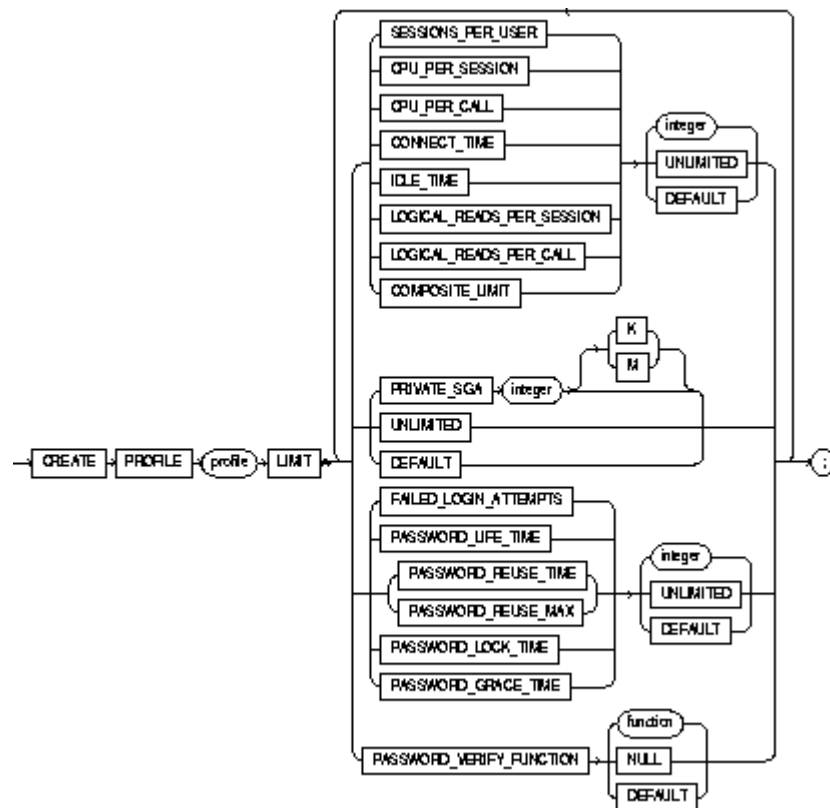 SESSIONS_PER_USER
CPU_PER_SESSION
CPU_PER_CALL
CONNECT_TIME
IDLE_TIME
LOGICAL_READS_PER_SESSION
LOGICAL_READS_PER_CALL
COMPOSITE_LIMIT
integer
UNLIMITED
DEFAULT
PRIVATE_SGA integer
K
M
UNLIMITED
DEFAULT
CREATE PROFILE profile LIMIT
;
FAILED_LOGIN_ATTEMPTS
PASSWORD_LIFE_TIME
PASSWORD_REUSE_TIME
PASSWORD_REUSE_MAX
PASSWORD_LOCK_TIME
PASSWORD_GRACE_TIME
integer
UNLIMITED
DEFAULT
PASSWORD_VERIFY_FUNCTION
function
NULL
DEFAULT